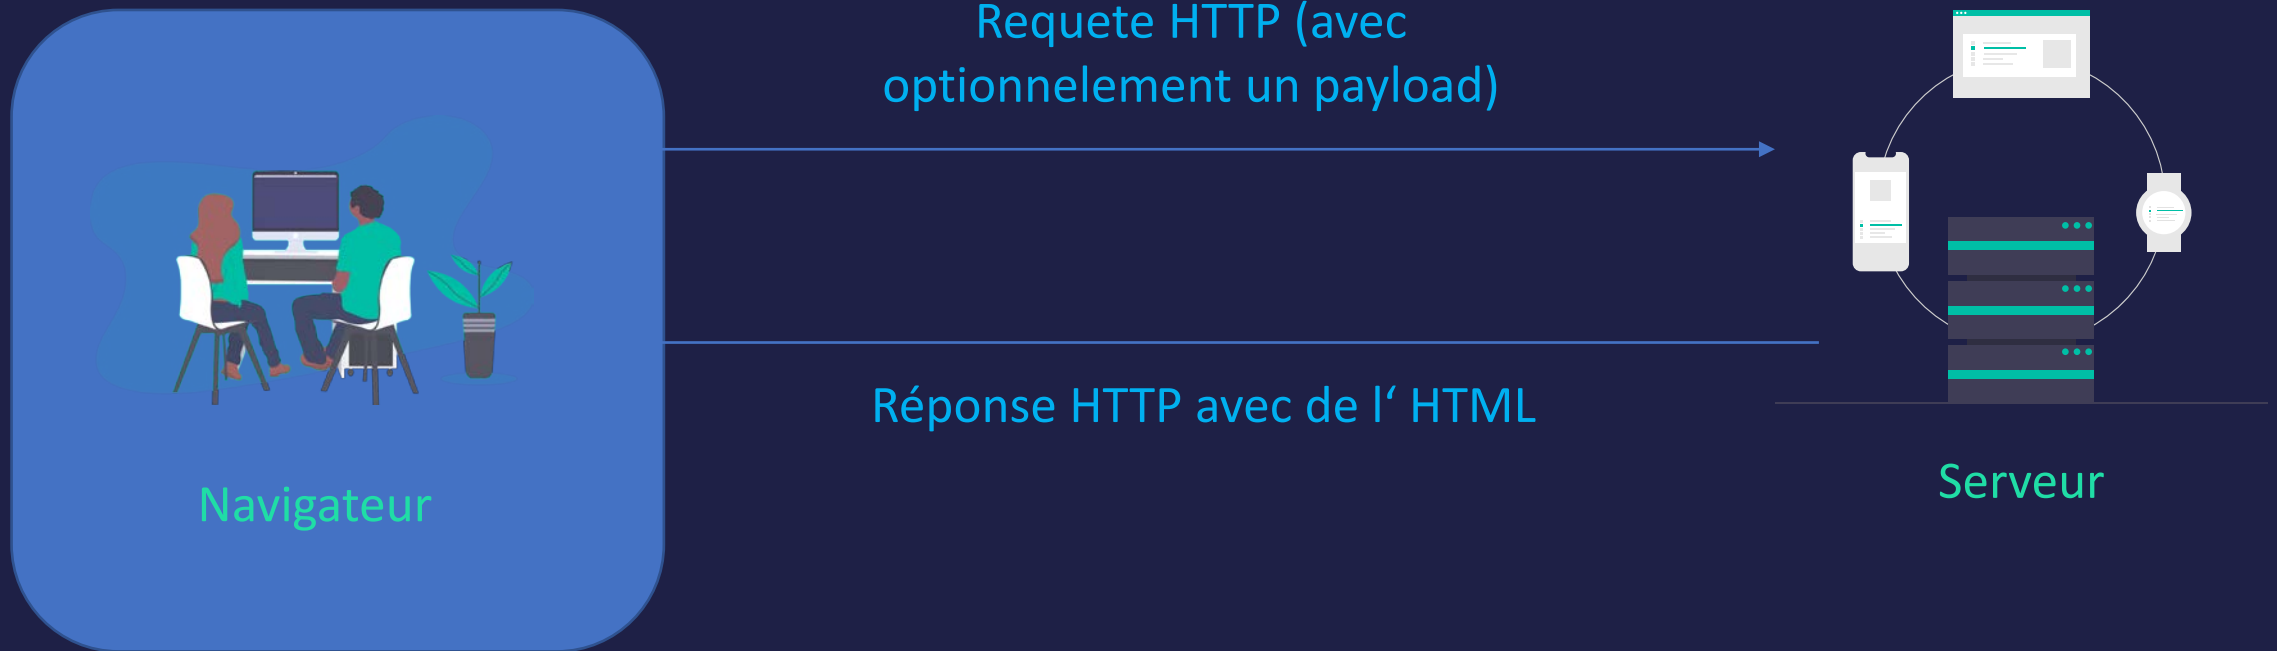 Requete HTTP (avec
optionnelement un payload)
Réponse HTTP avec de l‘ HTML
Navigateur
Serveur